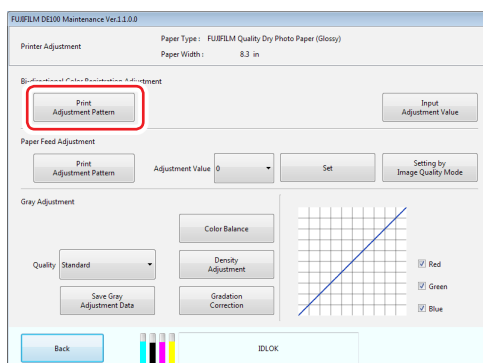 FUJIFILM DE100 Maintenance Ver.1.1.0.0
Printer Adjustment
Paper Type : FUJIFILM Quality Dry Photo Paper (Glossy)
Paper Width : 8.3 in
Bi-directional Color Registration Adjustment
Print
Adjustment Pattern
Input
Adjustment Value
Paper Feed Adjustment
Print
Adjustment Pattern
Adjustment Value 0
Set
Setting by
Image Quality Mode
Gray Adjustment
Color Balance
Quality Standard
Density
Adjustment
Save Gray
Adjustment Data
Gradation
Correction
Red
Green
Blue
Back
IDLOK